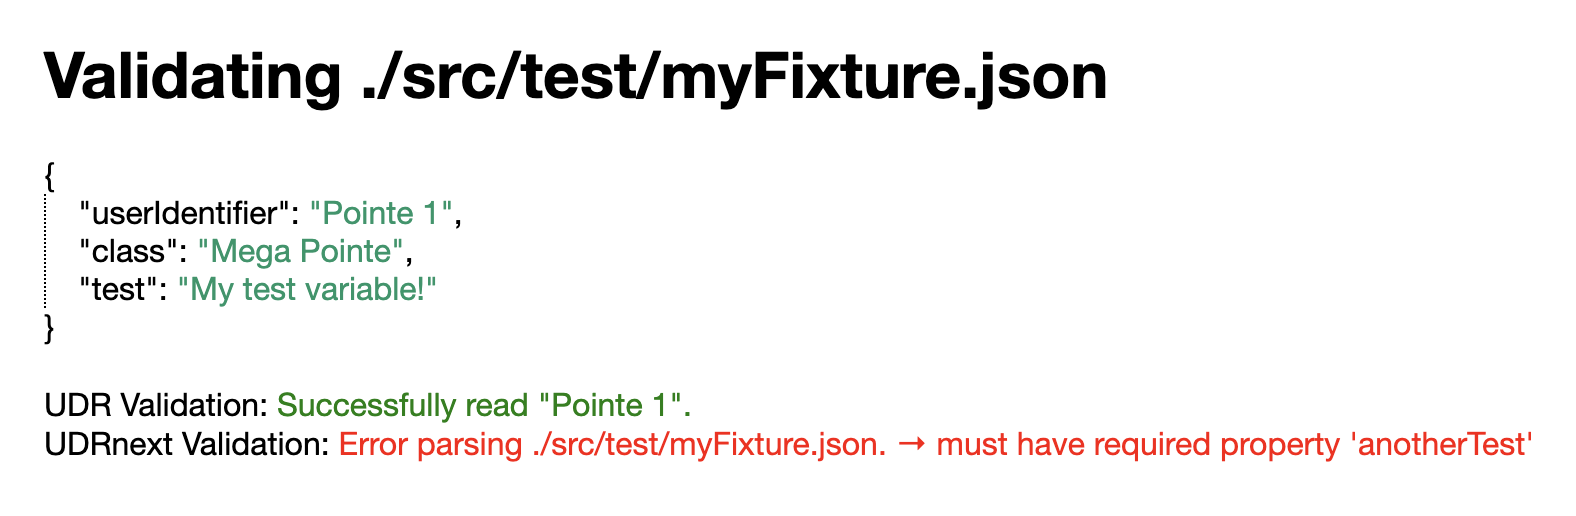 Validating ./src/test/myFixture.json
{
"userIdentifier": "Pointe 1",
"class": "Mega Pointe",
"test": "My test variable!"
}
UDR Validation: Successfully read "Pointe 1".
UDRnext Validation: Error parsing ./src/test/myFixture.json. → must have required property 'anotherTest'